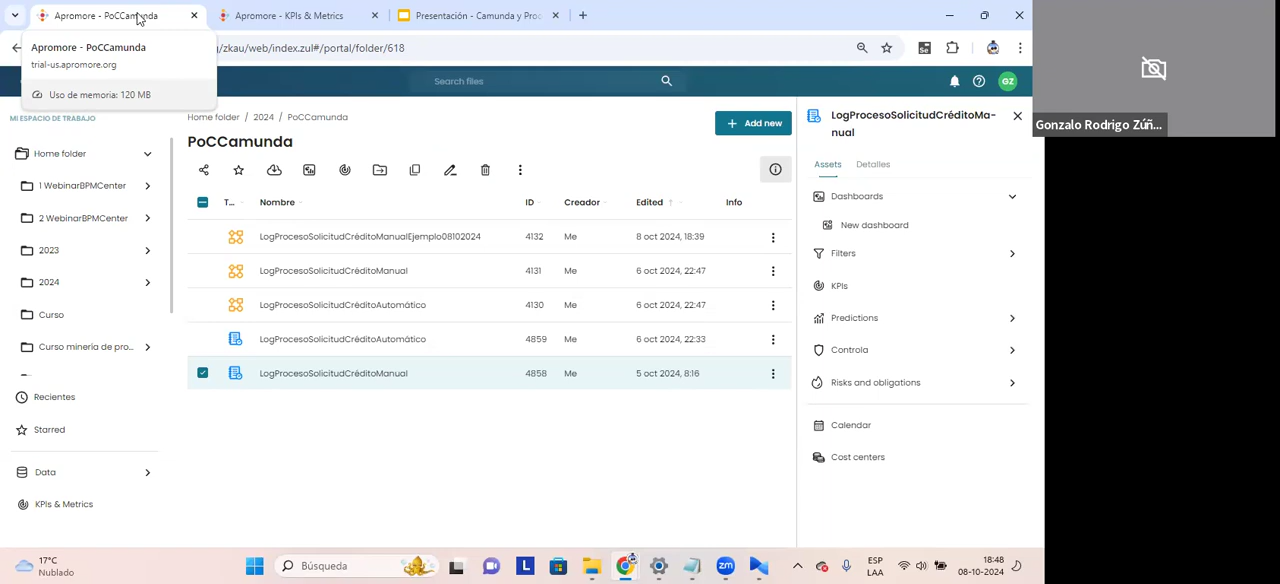 Apromore - PoCCamunda
Apromore - KPIs & Metrics
Presentación - Camunda y Pro
/zkau/web/index.zul#/portal/folder/618
Apromore - PoCCamunda
trial-us.apromore.org
Uso de memoria: 120 MB
Search files
GZ
MI ESPACIO DE TRABAJO
Home folder
1 WebinarBPMCenter
2 WebinarBPMCenter
2023
2024
Curso
Curso minería de pro...
Recientes
Starred
Data
KPIs & Metrics
Home folder / 2024 / PoCCamunda
PoCCamunda
Add new
T... Nombre ID Creador Edited Info
LogProcesoSolicitudCréditoManualEjemplo08102024 4132 Me 8 oct 2024, 18:39
LogProcesoSolicitudCréditoManual 4131 Me 6 oct 2024, 22:47
LogProcesoSolicitudCréditoAutomático 4130 Me 6 oct 2024, 22:47
LogProcesoSolicitudCréditoAutomático 4859 Me 6 oct 2024, 22:33
LogProcesoSolicitudCréditoManual 4858 Me 5 oct 2024, 8:16
LogProcesoSolicitudCréditoMa-
nual
Assets Detalles
Dashboards
New dashboard
Filters
KPIs
Predictions
Controla
Risks and obligations
Calendar
Cost centers
Gonzalo Rodrigo Zúñ...
17°C
Nublado
Búsqueda
L
zm
ESP
LAA
18:48
08-10-2024